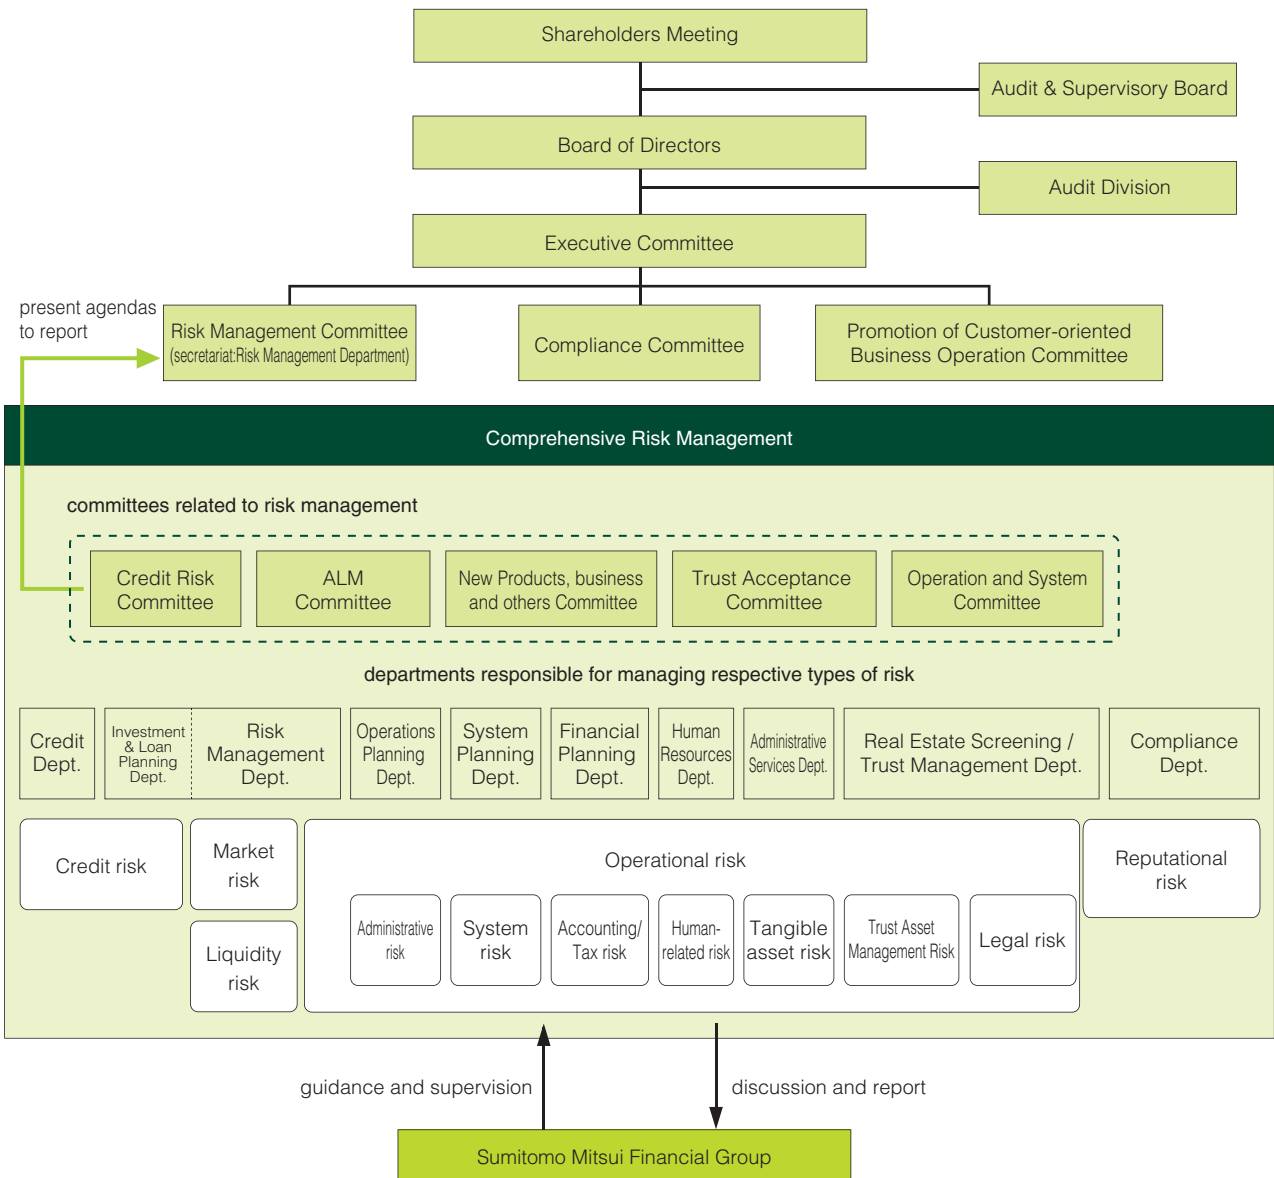 Shareholders Meeting
Audit & Supervisory Board
Board of Directors
Audit Division
Executive Committee
present agendas
to report
Risk Management Committee
(secretariat:Risk Management Department)
Compliance Committee
Promotion of Customer-oriented
Business Operation Committee
Comprehensive Risk Management
committees related to risk management
Credit Risk
Committee
ALM
Committee
New Products, business
and others Committee
Trust Acceptance
Committee
Operation and System
Committee
departments responsible for managing respective types of risk
Credit
Dept.
Investment
& Loan
Planning
Dept.
Risk
Management
Dept.
Operations
Planning
Dept.
System
Planning
Dept.
Financial
Planning
Dept.
Human
Resources
Dept.
Administrative
Services Dept.
Real Estate Screening /
Trust Management Dept.
Compliance
Dept.
Credit risk
Market
risk
Liquidity
risk
Operational risk
Administrative
risk
System
risk
Accounting/
Tax risk
Human-
related risk
Tangible
asset risk
Trust Asset
Management Risk
Legal risk
Reputational
risk
guidance and supervision
discussion and report
Sumitomo Mitsui Financial Group